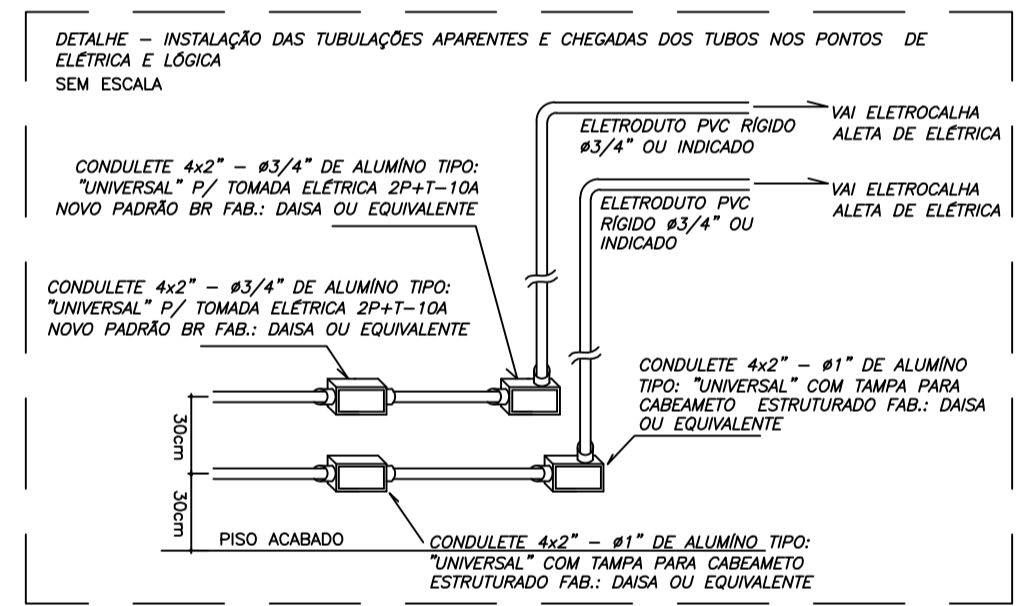 DETALHE – INSTALAÇÃO DAS TUBULAÇÕES APARENTES E CHEGADAS DOS TUBOS NOS PONTOS DE
ELÉTRICA E LÓGICA
SEM ESCALA
ELETRODUTO PVC RÍGIDO
ø3/4" OU INDICADO
VAI ELETROCALHA
ALETA DE ELÉTRICA
CONDULETE 4x2" – ø3/4" DE ALUMÍNO TIPO:
"UNIVERSAL" P/ TOMADA ELÉTRICA 2P+T-10A
NOVO PADRÃO BR FAB.: DAISA OU EQUIVALENTE
ELETRODUTO PVC
RÍGIDO ø3/4" OU
INDICADO
VAI ELETROCALHA
ALETA DE ELÉTRICA
CONDULETE 4x2" – ø3/4" DE ALUMÍNO TIPO:
"UNIVERSAL" P/ TOMADA ELÉTRICA 2P+T-10A
NOVO PADRÃO BR FAB.: DAISA OU EQUIVALENTE
CONDULETE 4x2" – ø1" DE ALUMÍNO
TIPO: "UNIVERSAL" COM TAMPA PARA
CABEAMETO ESTRUTURADO FAB.: DAISA
OU EQUIVALENTE
30cm
30cm
PISO ACABADO
CONDULETE 4x2" – ø1" DE ALUMÍNO TIPO:
"UNIVERSAL" COM TAMPA PARA CABEAMETO
ESTRUTURADO FAB.: DAISA OU EQUIVALENTE